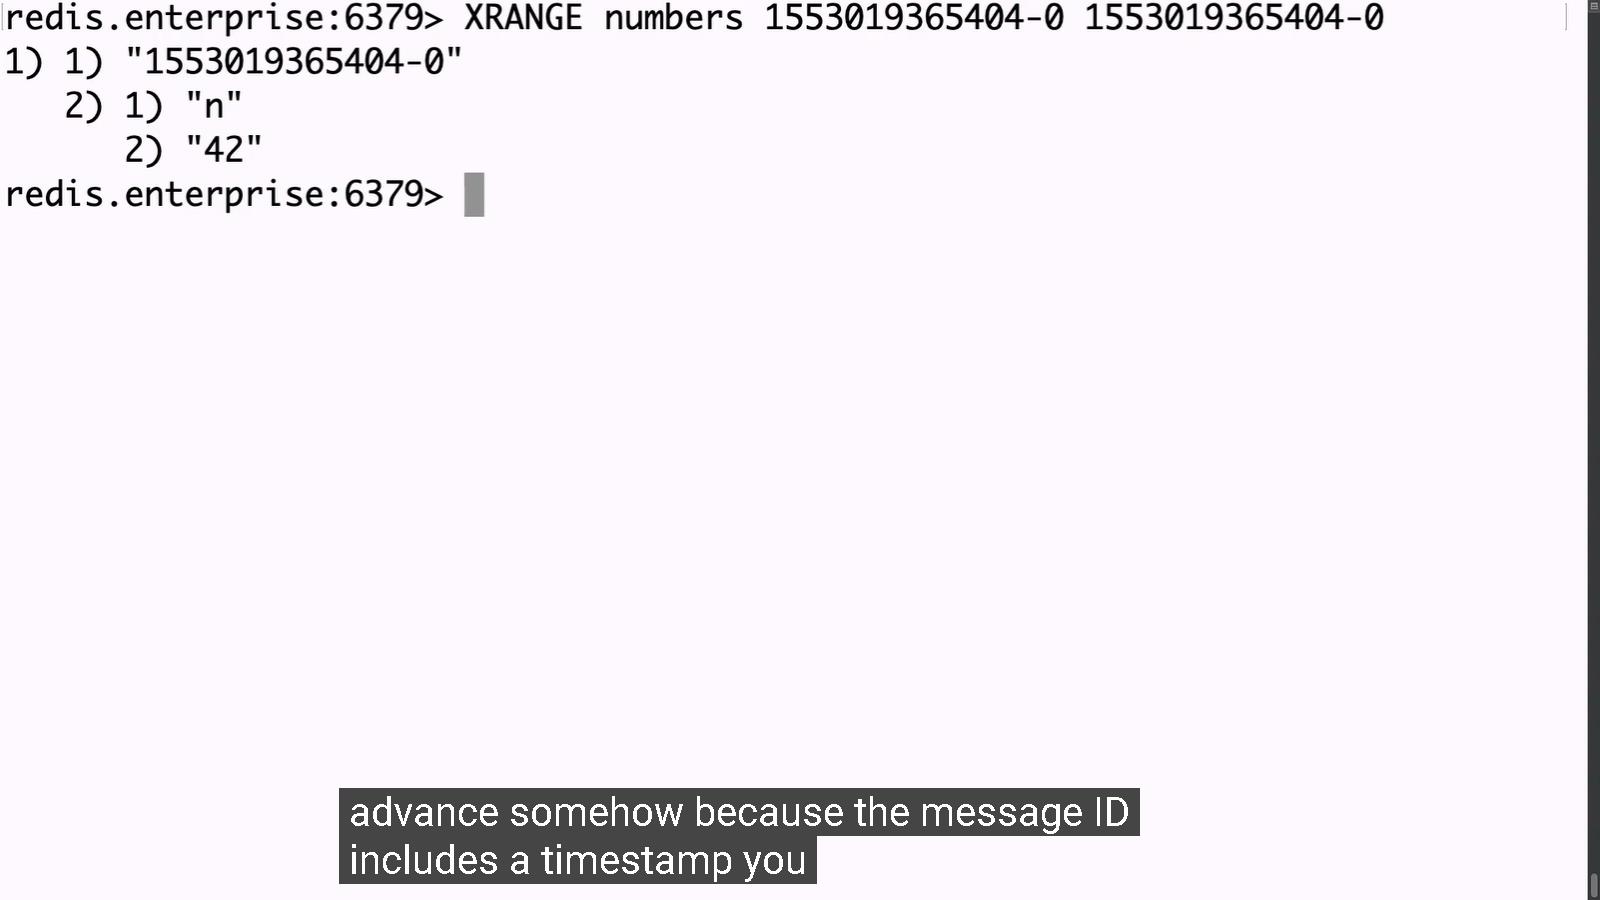 redis.enterprise:6379> XRANGE numbers 1553019365404-0 1553019365404-0
1) 1) "1553019365404-0"
   2) 1) "n"
      2) "42"
redis.enterprise:6379>
advance somehow because the message ID
includes a timestamp you